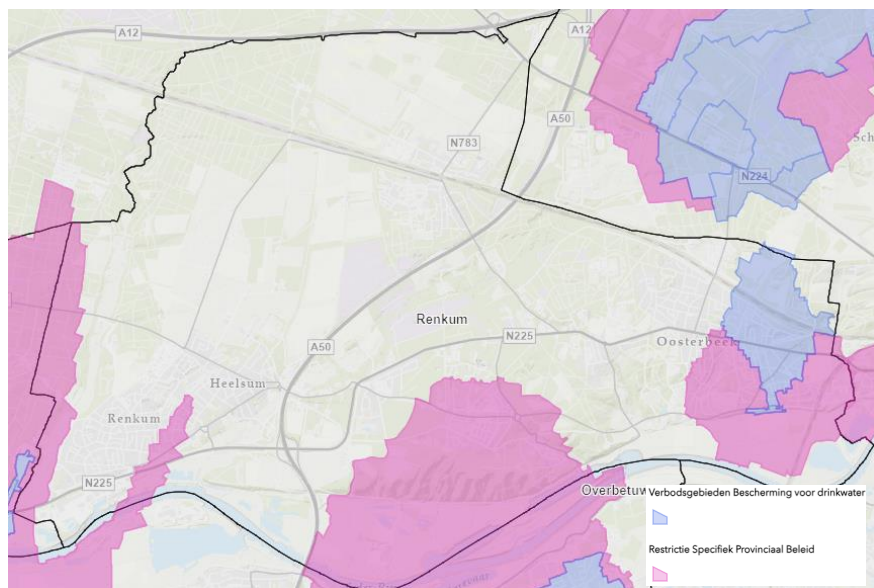 A12
A12
N783
A50
Sch
N224
Renkum
N225
Oosterbeek
A50
Heelsum
Renkum
N225
Overbetuw
Verbodsgebieden Bescherming voor drinkwater
Restrictie Specifiek Provinciaal Beleid